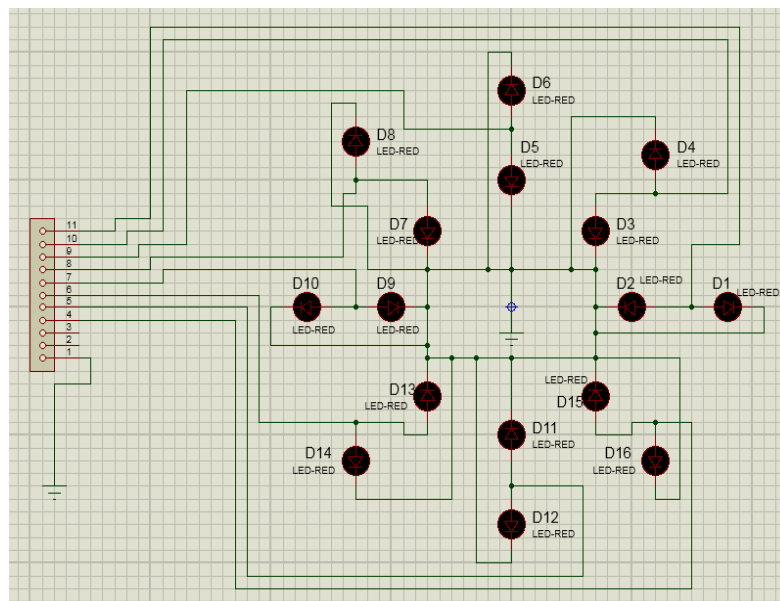 D6
LED-RED
D8
LED-RED
D5
LED-RED
D4
LED-RED
11
10
9
8
7
6
5
4
3
2
1
D7
LED-RED
D3
LED-RED
D10
LED-RED
D9
LED-RED
D2
LED-RED
D1
LED-RED
D13
LED-RED
LED-RED
D15
D11
LED-RED
D14
LED-RED
D16
LED-RED
D12
LED-RED